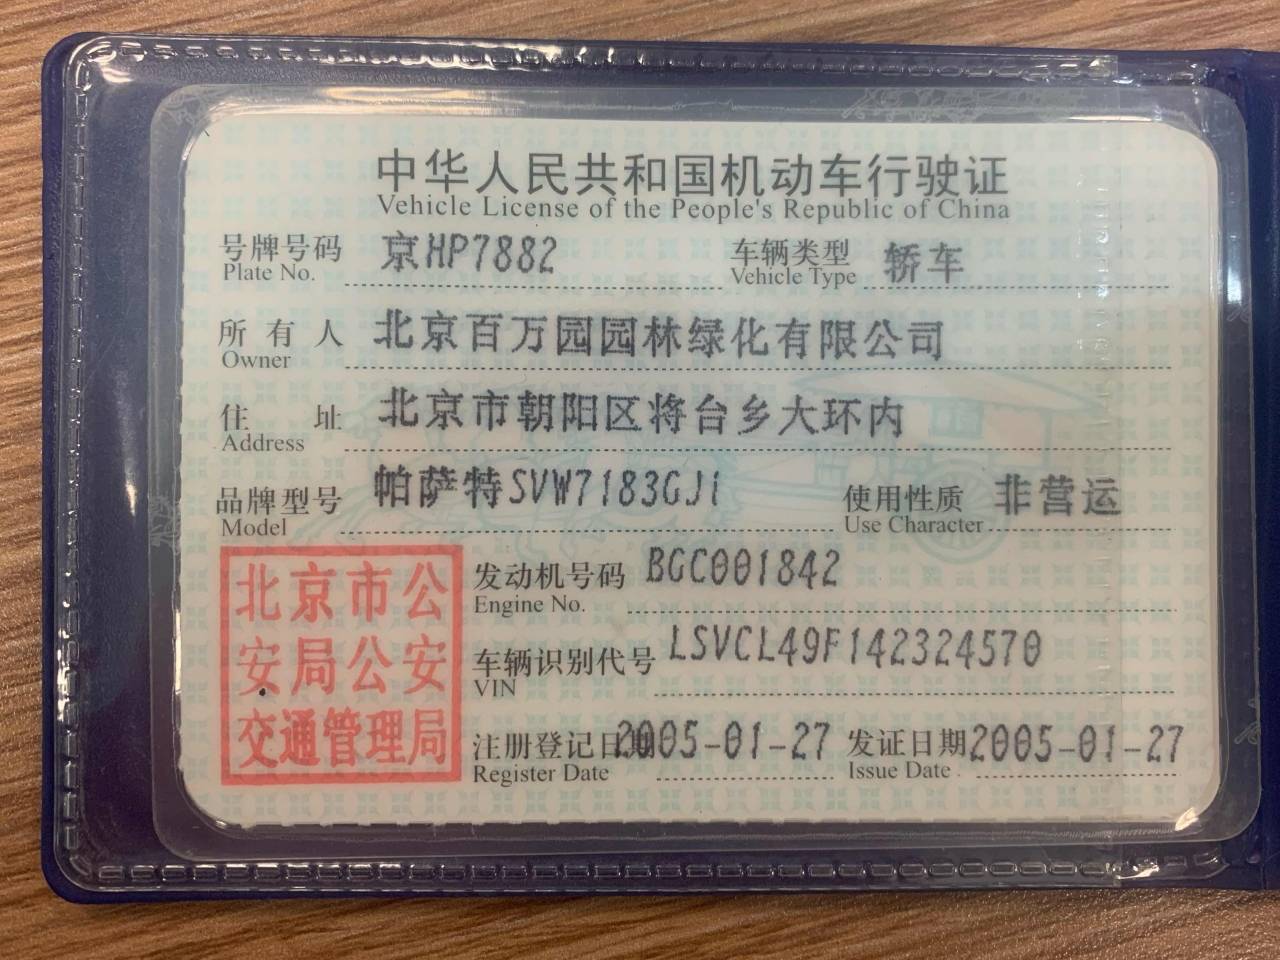 中华人民共和国机动车行驶证
Vehicle License of the People's Republic of China
号牌号码 京HP7882 车辆类型 轿车
Plate No. Vehicle Type
所有人 北京百万园园林绿化有限公司
Owner
住址 北京市朝阳区将台乡大环内
Address
品牌型号 帕萨特SVW7183GJi 使用性质 非营运
Model Use Character
发动机号码 BGC001842
Engine No.
车辆识别代号 LSVCL49F142324570
VIN
注册登记日期 2005-01-27 发证日期 2005-01-27
Register Date Issue Date
北京市公
安局公安
交通管理局